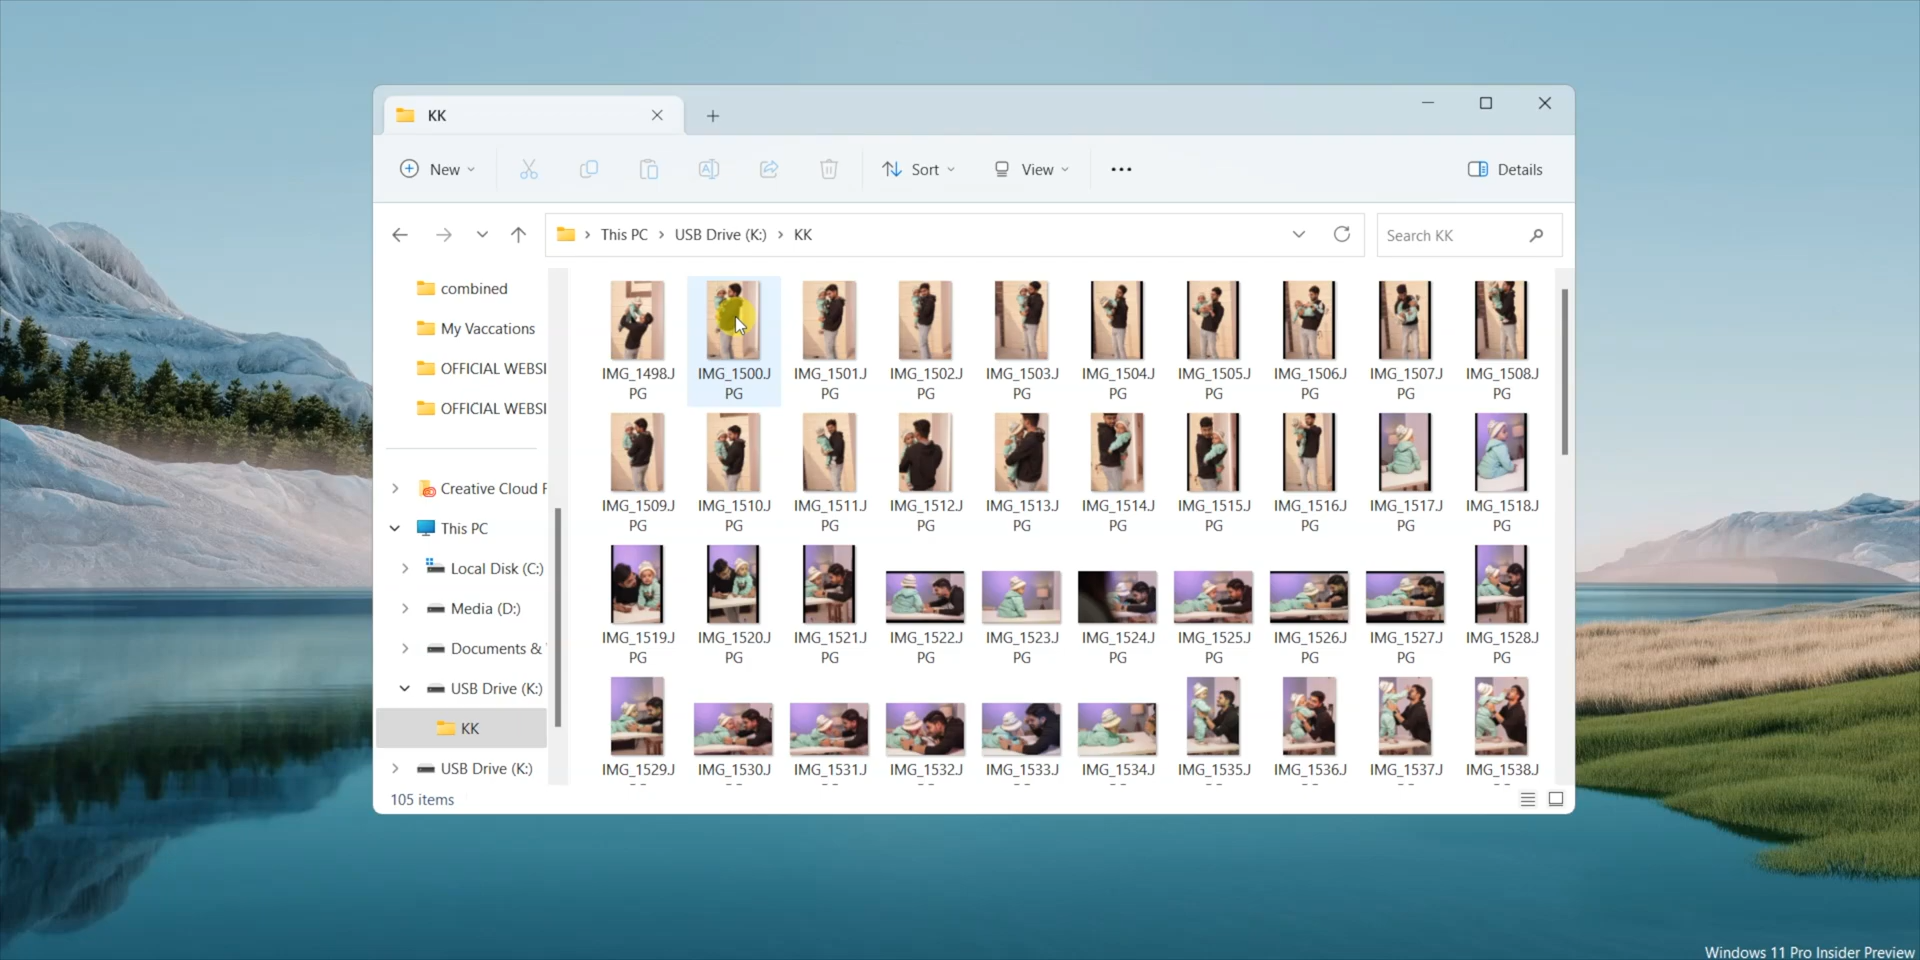 KK
New
Sort
View
Details
This PC
USB Drive (K:)
KK
Search KK
combined
My Vaccations
OFFICIAL WEBSI
OFFICIAL WEBSI
Creative Cloud F
This PC
Local Disk (C:)
Media (D:)
Documents &
USB Drive (K:)
KK
USB Drive (K:)
IMG_1498.J
PG
IMG_1500.J
PG
IMG_1501.J
PG
IMG_1502.J
PG
IMG_1503.J
PG
IMG_1504.J
PG
IMG_1505.J
PG
IMG_1506.J
PG
IMG_1507.J
PG
IMG_1508.J
PG
IMG_1509.J
PG
IMG_1510.J
PG
IMG_1511.J
PG
IMG_1512.J
PG
IMG_1513.J
PG
IMG_1514.J
PG
IMG_1515.J
PG
IMG_1516.J
PG
IMG_1517.J
PG
IMG_1518.J
PG
IMG_1519.J
PG
IMG_1520.J
PG
IMG_1521.J
PG
IMG_1522.J
PG
IMG_1523.J
PG
IMG_1524.J
PG
IMG_1525.J
PG
IMG_1526.J
PG
IMG_1527.J
PG
IMG_1528.J
PG
IMG_1529.J
IMG_1530.J
IMG_1531.J
IMG_1532.J
IMG_1533.J
IMG_1534.J
IMG_1535.J
IMG_1536.J
IMG_1537.J
IMG_1538.J
105 items
Windows 11 Pro Insider Preview